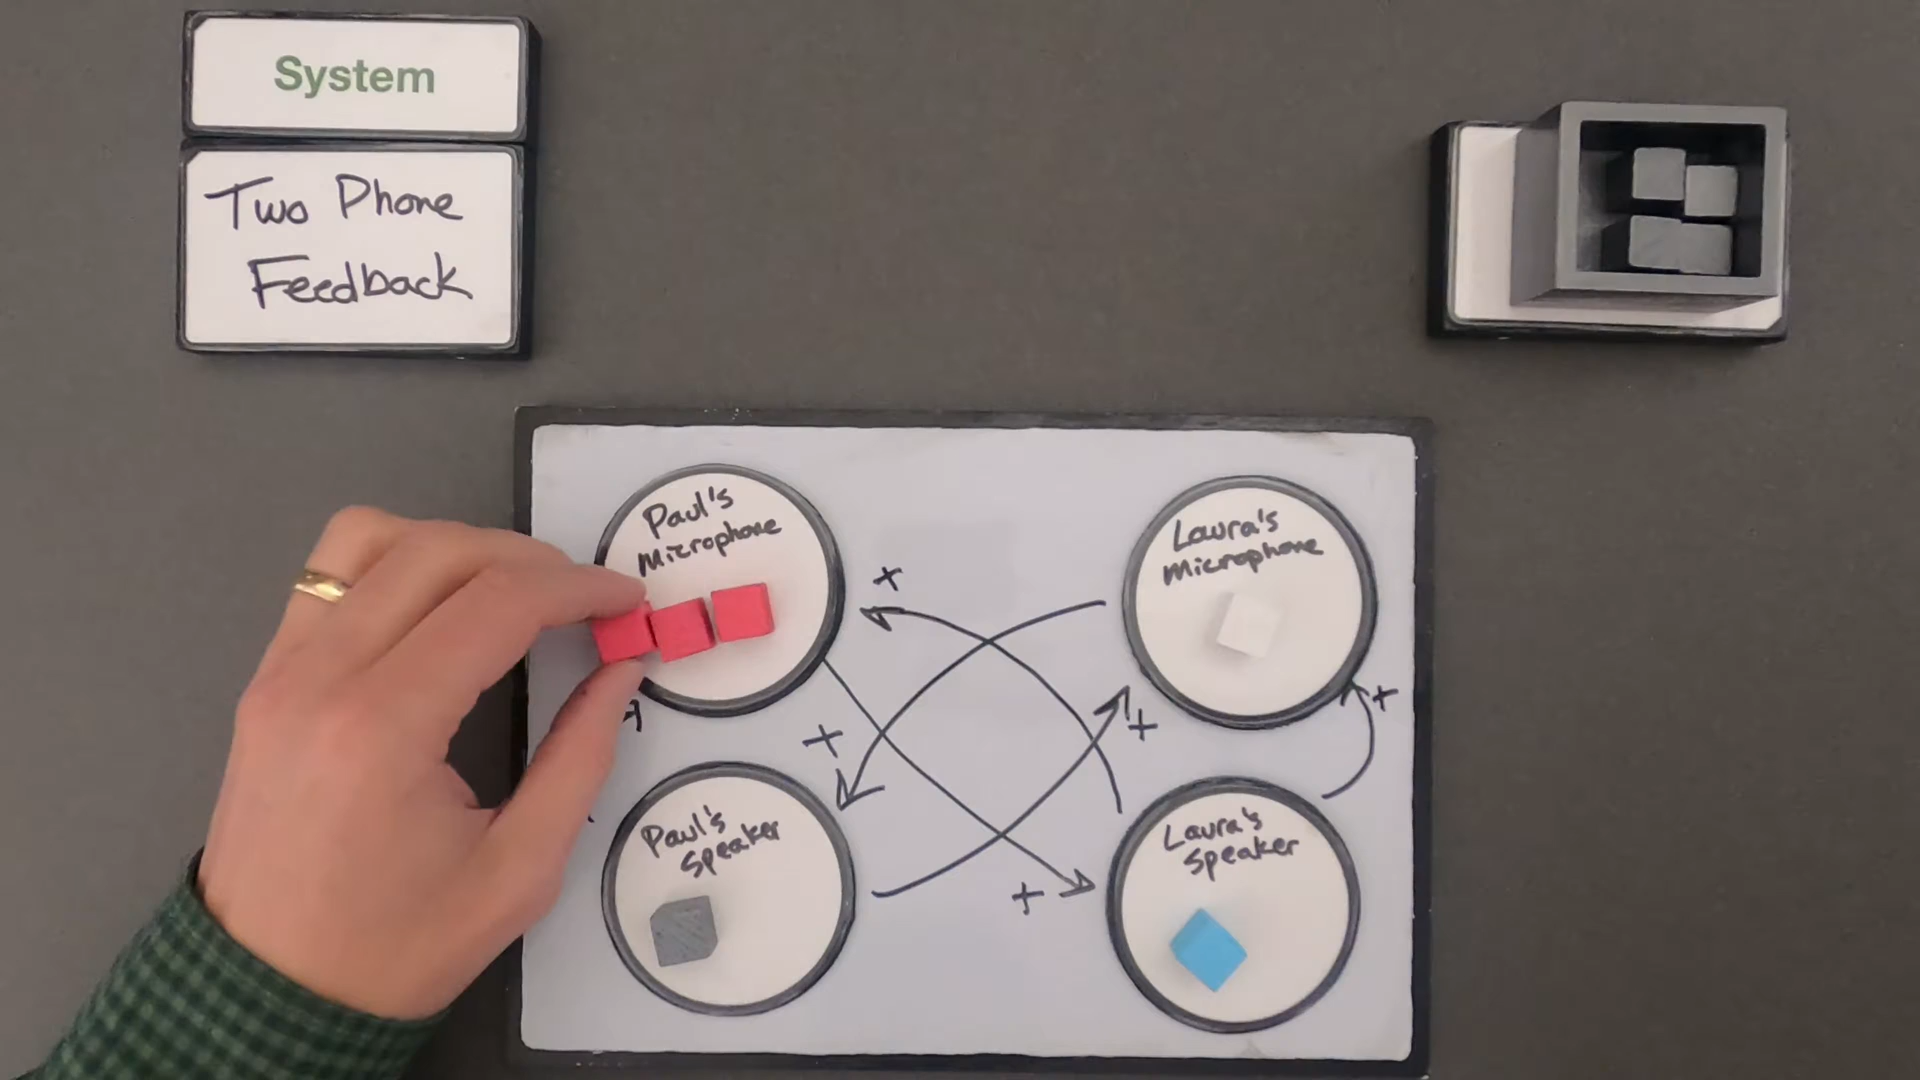 System
Two Phone
Feedback
Paul's
Microphone
Laura's
Microphone
+
+
+
+
+
Paul's
Speaker
Laura's
Speaker
+